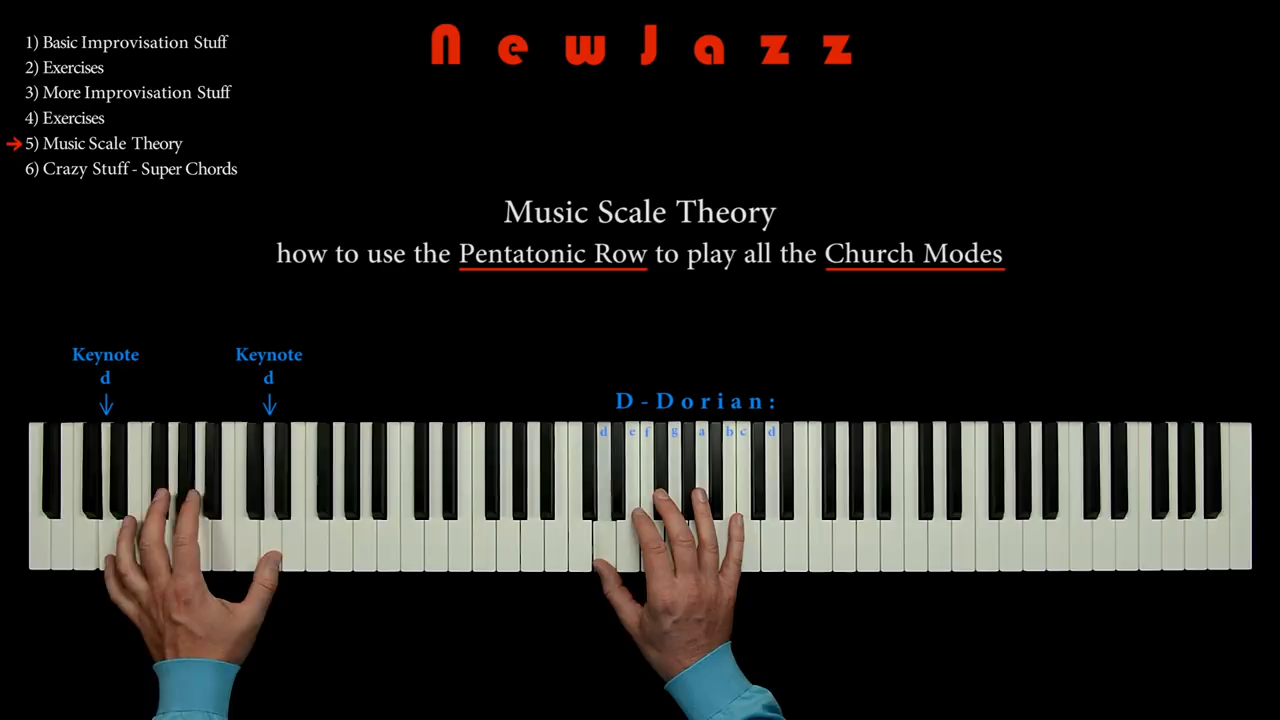 NewJazz
1) Basic Improvisation Stuff
2) Exercises
3) More Improvisation Stuff
4) Exercises
5) Music Scale Theory
6) Crazy Stuff - Super Chords
Music Scale Theory
how to use the Pentatonic Row to play all the Church Modes
Keynote Keynote
d d
D-Dorian:
d e f g a b c d